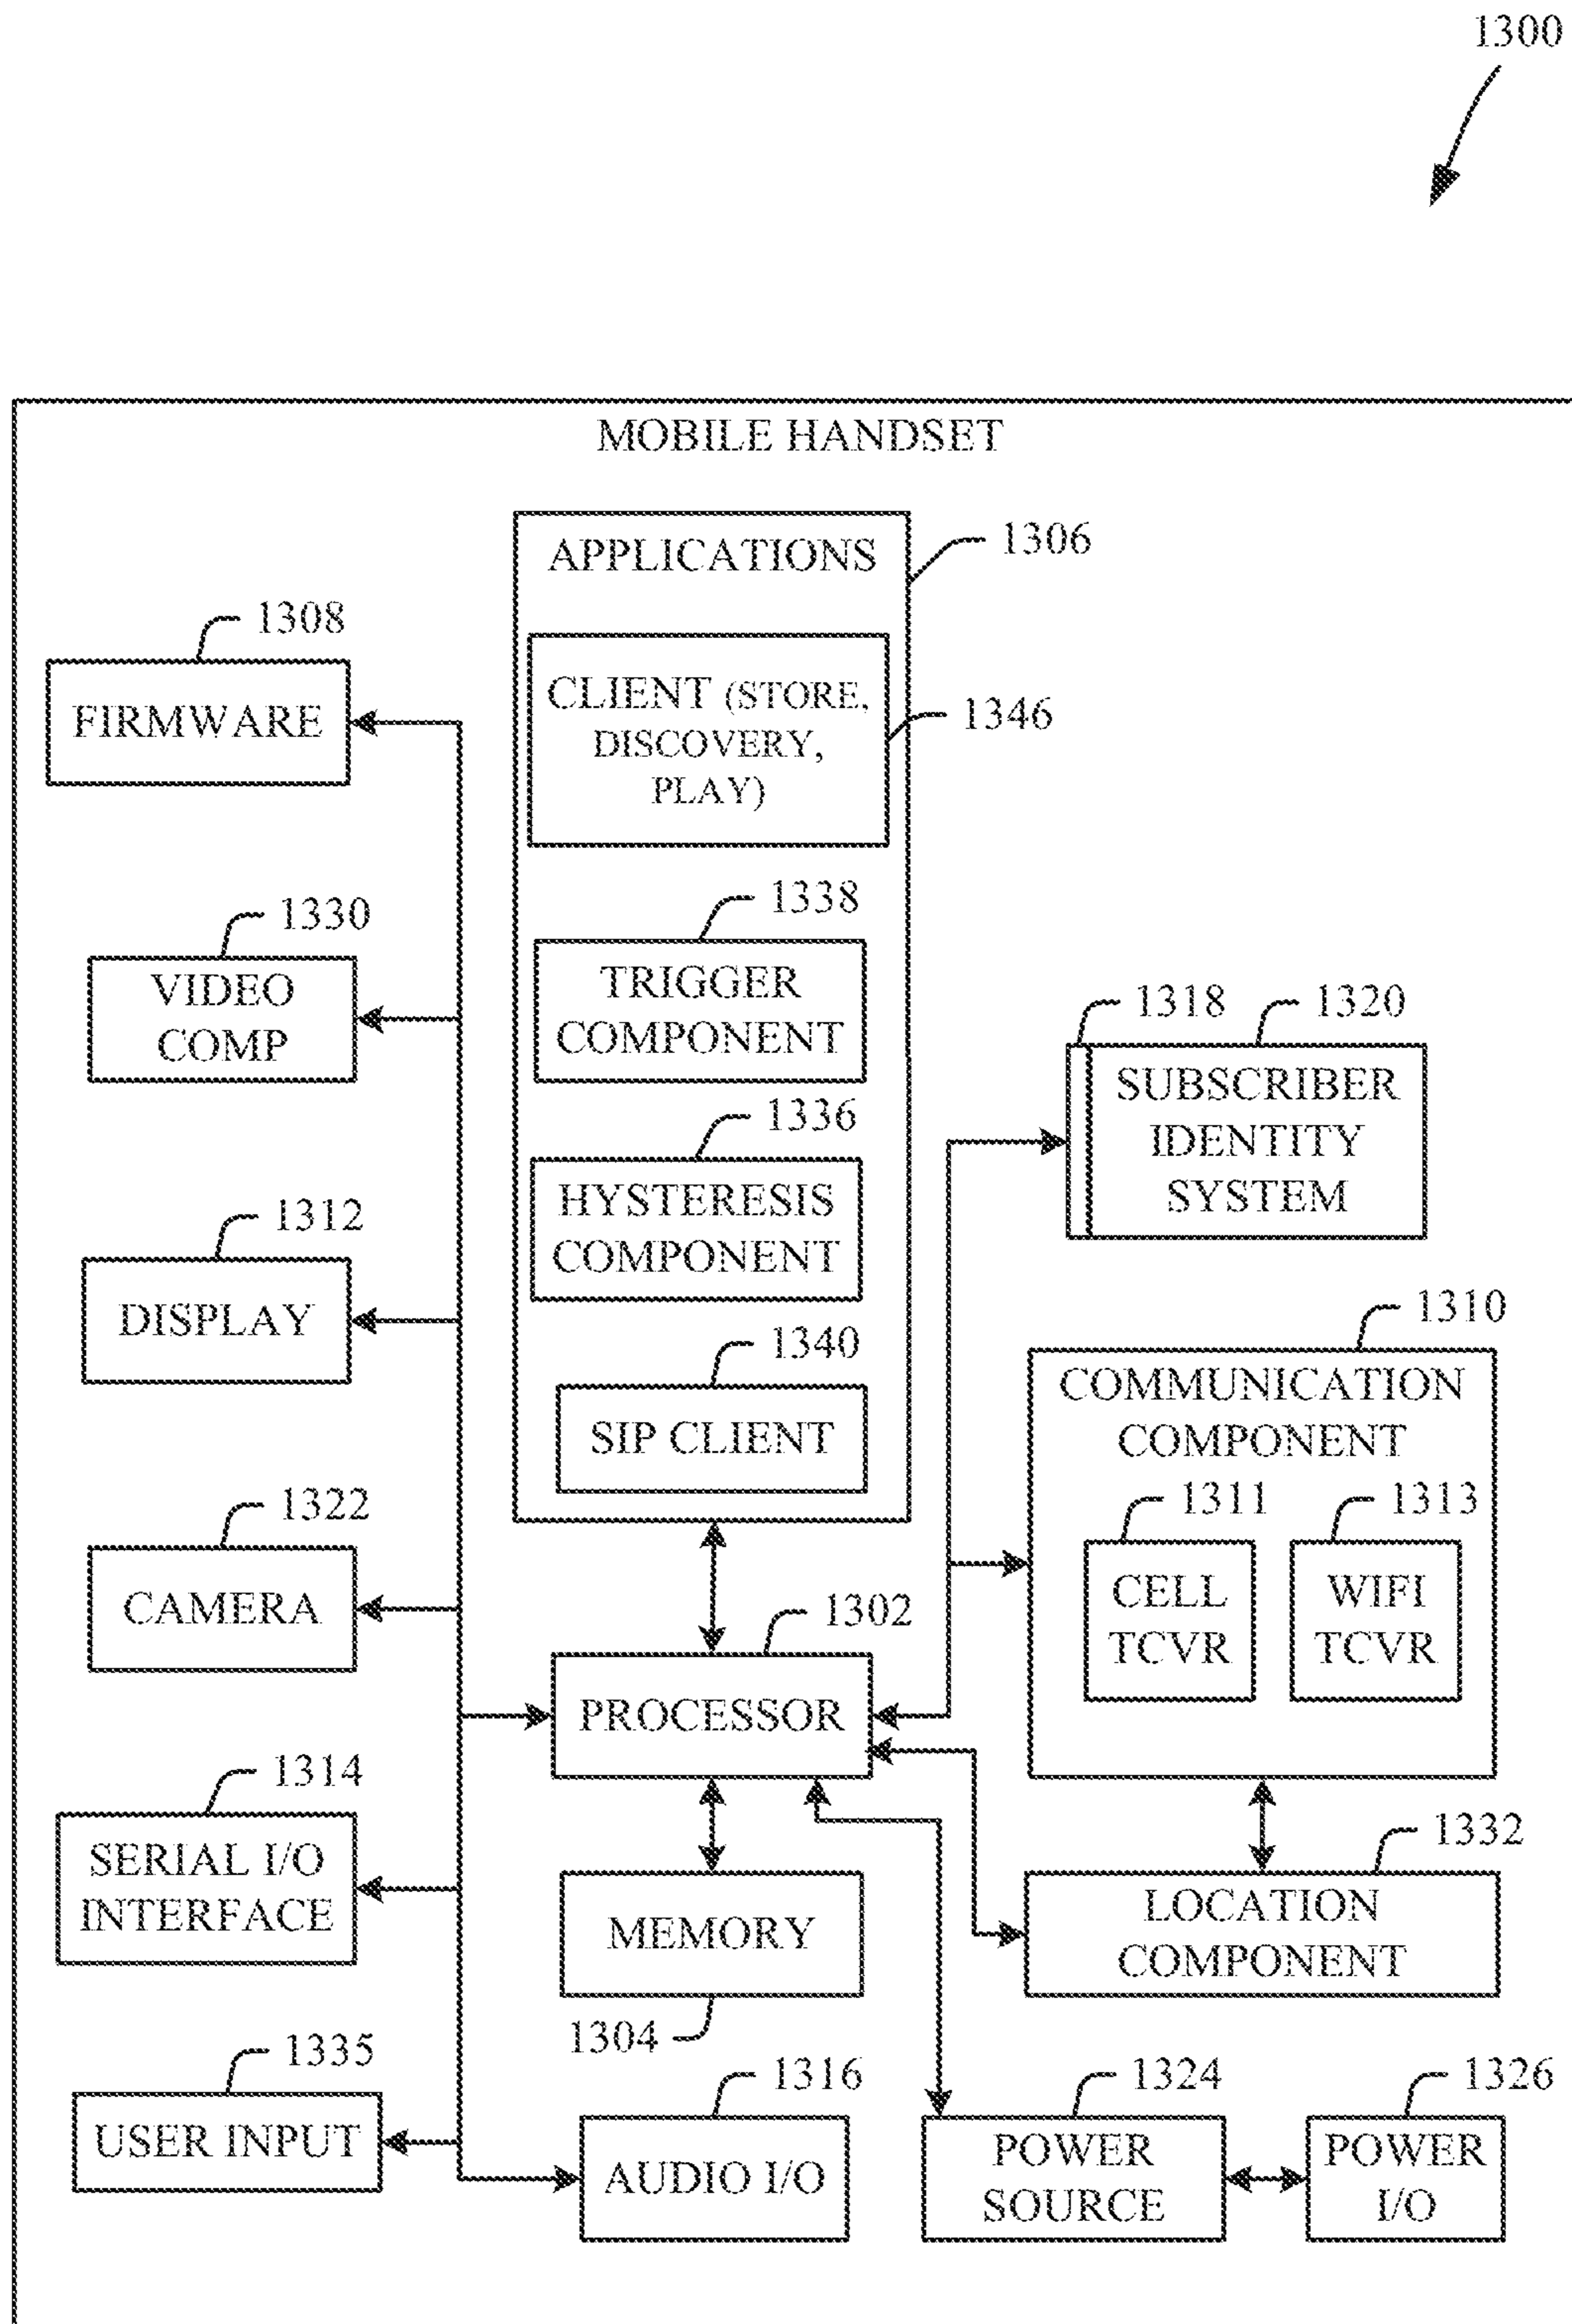 1300
MOBILE HANDSET
APPLICATIONS
1306
CLIENT (STORE,
DISCOVERY,
PLAY)
1346
1308
FIRMWARE
1338
TRIGGER
COMPONENT
1330
VIDEO
COMP
1318
1320
SUBSCRIBER
IDENTITY
SYSTEM
1336
HYSTERESIS
COMPONENT
1312
DISPLAY
1340
SIP CLIENT
1310
COMMUNICATION
COMPONENT
1311
CELL
TCVR
1313
WIFI
TCVR
1322
CAMERA
1302
PROCESSOR
1314
SERIAL I/O
INTERFACE
MEMORY
1304
1332
LOCATION
COMPONENT
1335
USER INPUT
1316
AUDIO I/O
1324
POWER
SOURCE
1326
POWER
I/O